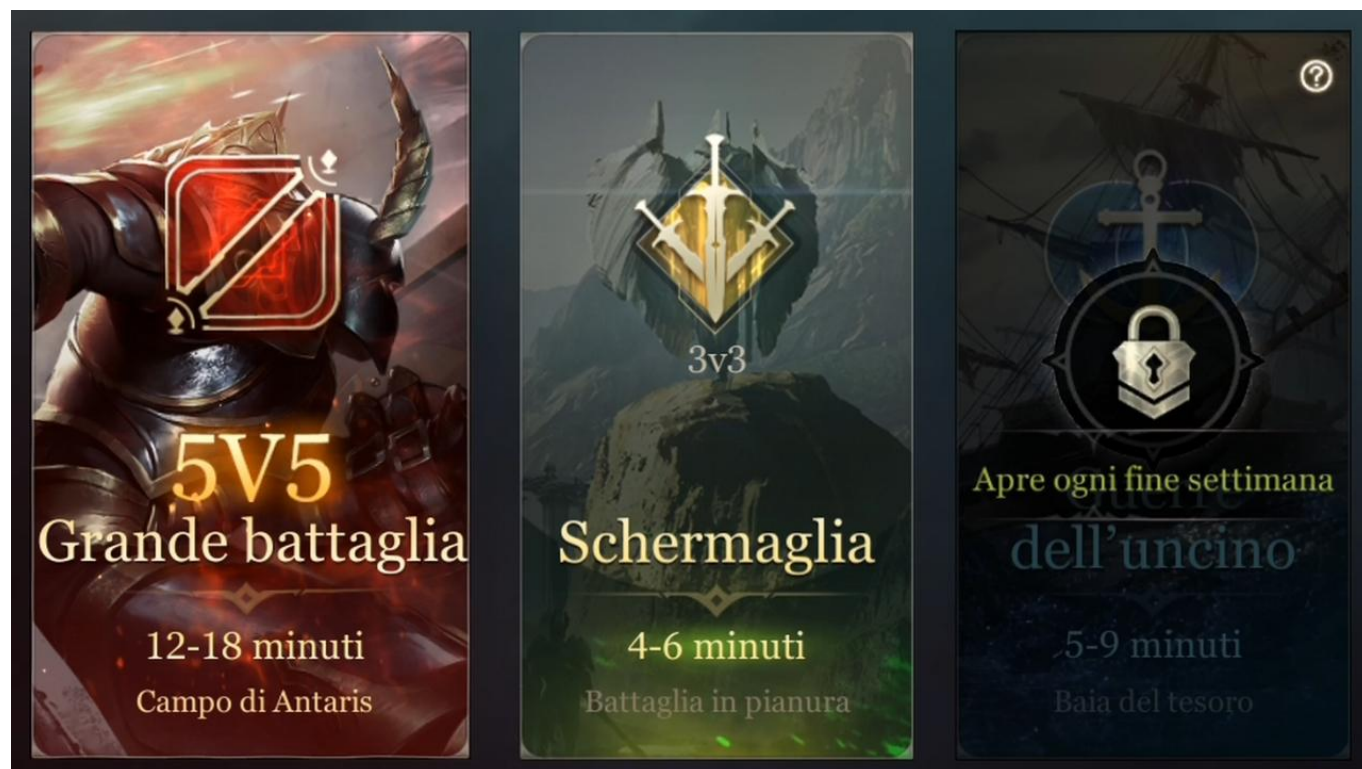 5V5
Grande battaglia
12-18 minuti
Campo di Antaris
3v3
Schermaglia
4-6 minuti
Battaglia in pianura
?
Apre ogni fine settimana
Guerre
dell'uncino
5-9 minuti
Baia del tesoro